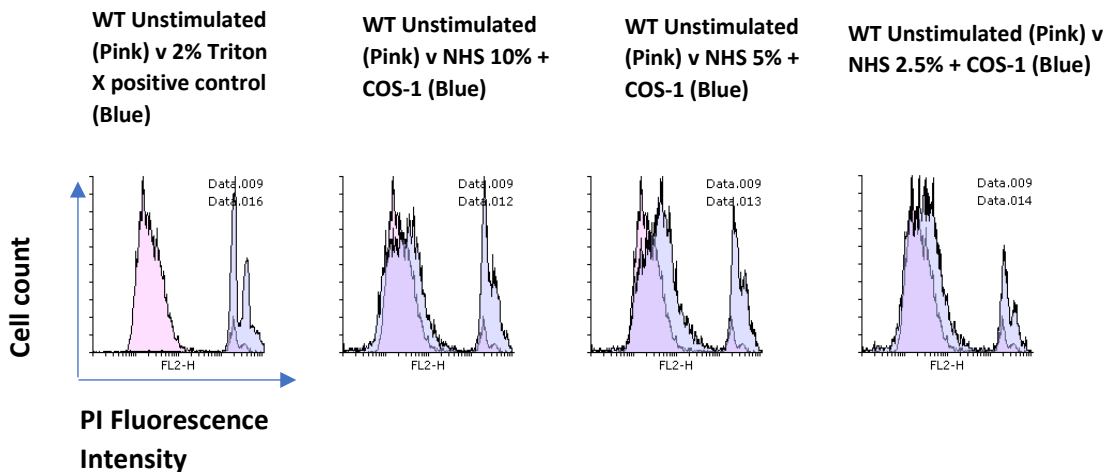 WT Unstimulated
(Pink) v 2% Triton
X positive control
(Blue)
WT Unstimulated
(Pink) v NHS 10% +
COS-1 (Blue)
WT Unstimulated
(Pink) v NHS 5% +
COS-1 (Blue)
WT Unstimulated (Pink) v
NHS 2.5% + COS-1 (Blue)
Cell count
Data.009
Data.016
FL2-H
Data.009
Data.012
FL2-H
Data.009
Data.013
FL2-H
Data.009
Data.014
FL2-H
PI Fluorescence
Intensity